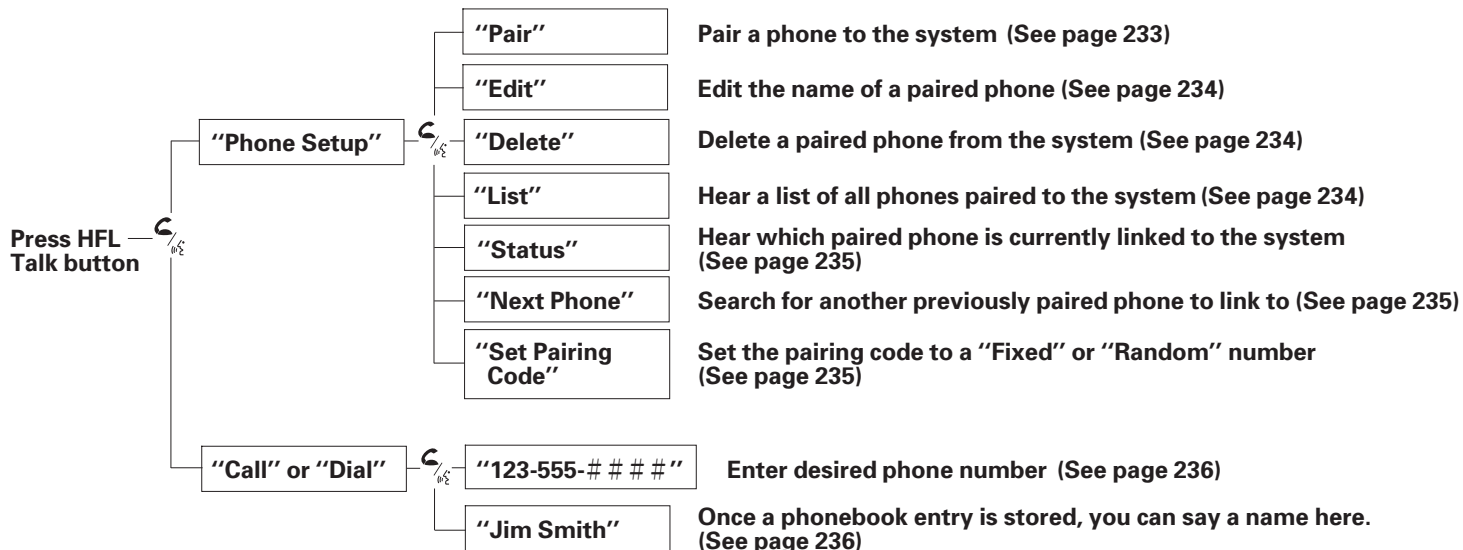 "Pair" Pair a phone to the system (See page 233)
"Edit" Edit the name of a paired phone (See page 234)
"Phone Setup" "Delete" Delete a paired phone from the system (See page 234)
"List" Hear a list of all phones paired to the system (See page 234)
Press HFL
Talk button
"Status" Hear which paired phone is currently linked to the system
(See page 235)
"Next Phone" Search for another previously paired phone to link to (See page 235)
"Set Pairing
Code"
Set the pairing code to a "Fixed" or "Random" number
(See page 235)
"Call" or "Dial" "123-555-####" Enter desired phone number (See page 236)
"Jim Smith" Once a phonebook entry is stored, you can say a name here.
(See page 236)